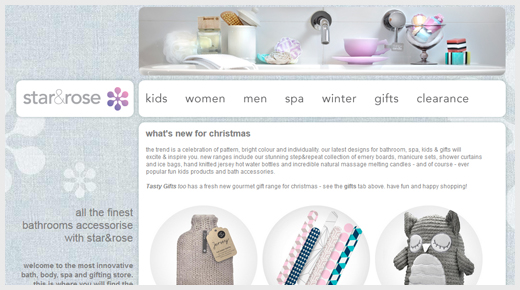 star&rose
kids women men spa winter gifts clearance
what's new for christmas
the trend is a celebration of pattern, bright colour and individuality. our latest designs for bathroom, spa, kids & gifts will
excite & inspire you. new ranges include our stunning step&repeat collection of emery boards, manicure sets, shower curtains
and ice bags, hand knitted jersey hot water bottles and incredible natural massage melting candles - and of course - ever
popular fun kids products and bath accessories.
Tasty Gifts too has a fresh new gourmet gift range for christmas - see the gifts tab above. have fun and happy shopping!
all the finest
bathrooms accessorise
with star&rose
welcome to the most innovative
bath, body, spa and gifting store.
this is where you will find the